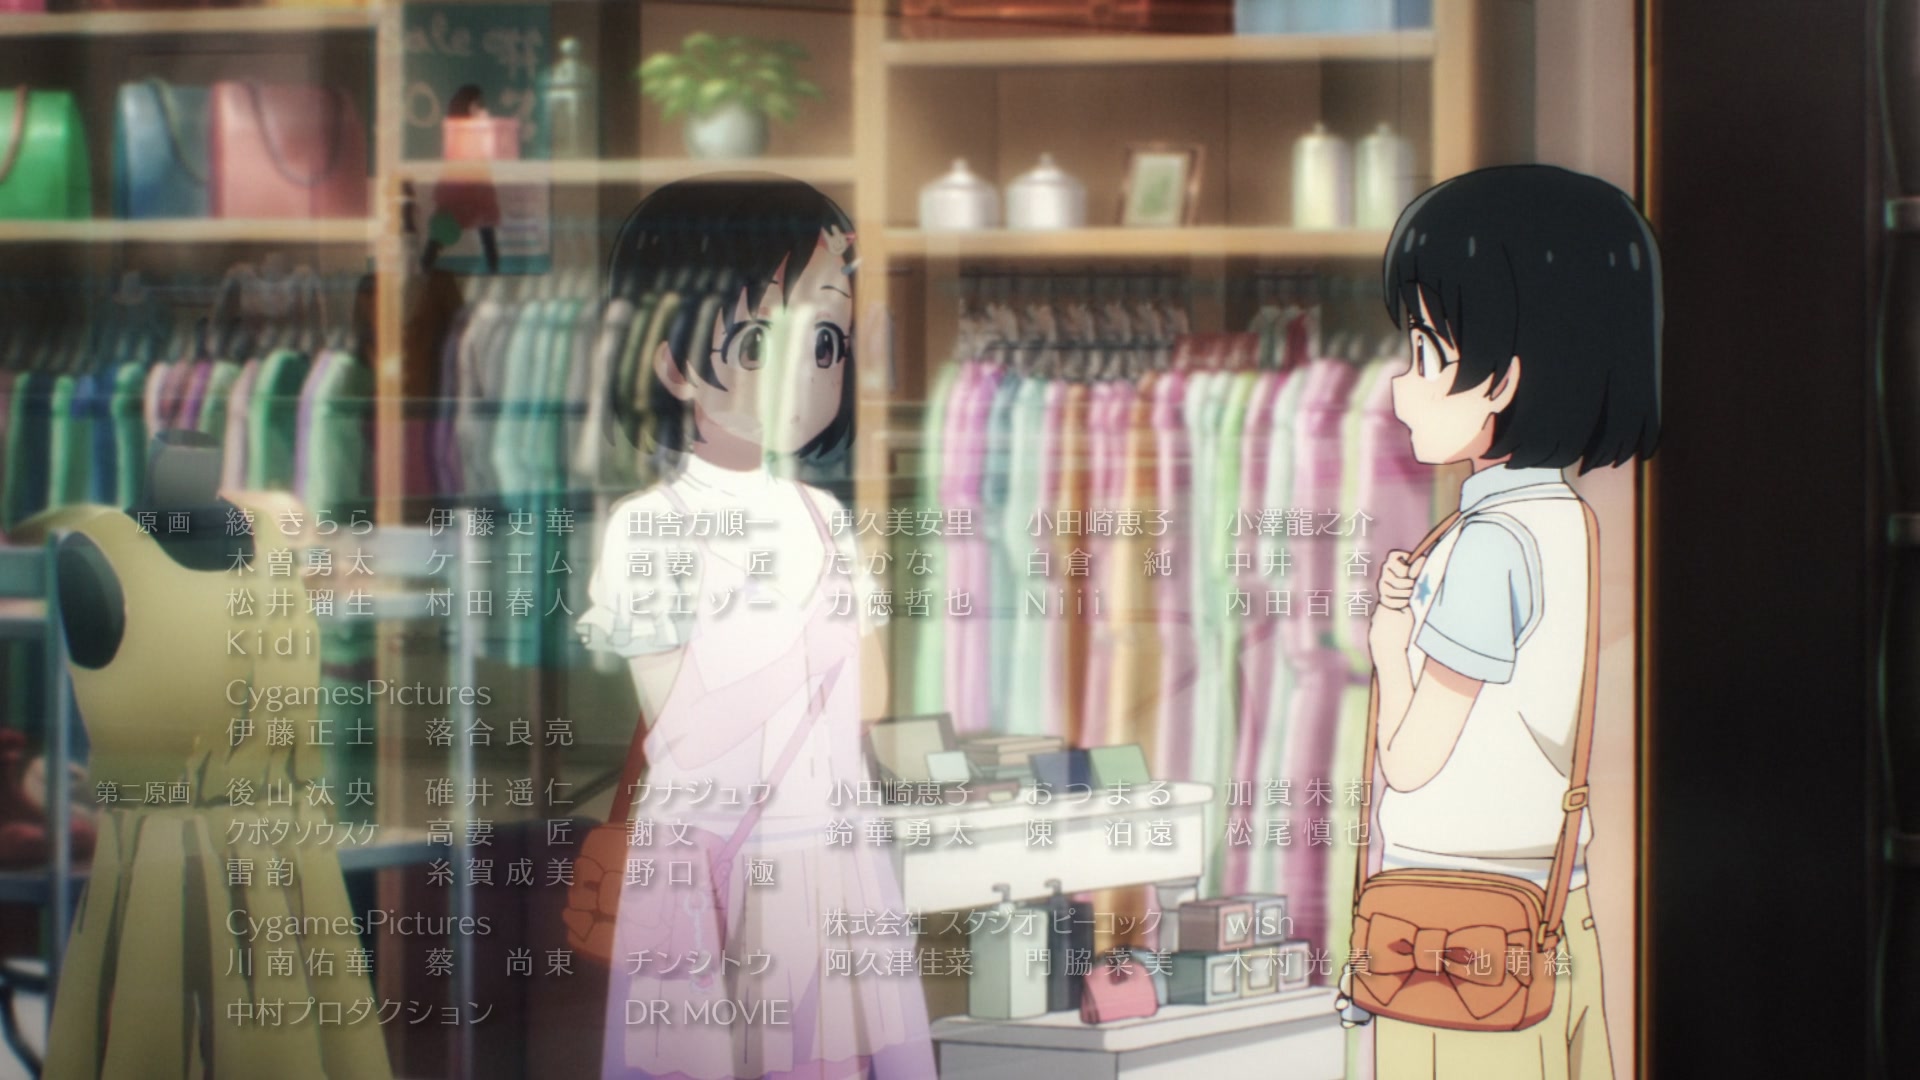 ale off
原画 綾きらら 伊藤史華 田舎方順一 伊久美安里 小田崎恵子 小澤龍之介
木曽勇太 ケーエム 高妻匠 たかな 白倉純 中井杏
松井瑠生 村田春人 ピエゾー 力徳哲也 Niii 内田百香
Kidi
CygamesPictures
伊藤正士 落合良亮
第二原画 後山汰央 碓井遥仁 ウナジュウ 小田崎恵子 おつまる 加賀朱莉
クボタソウスケ 高妻匠 謝文 鈴華勇太 陳泊遠 松尾慎也
雷韵 糸賀成美 野口極
CygamesPictures 株式会社 スタジオ ピーコック wish
川南佑華 蔡尚東 チンシトウ 阿久津佳菜 門脇菜美 木村光貴 下池萌絵
中村プロダクション DR MOVIE